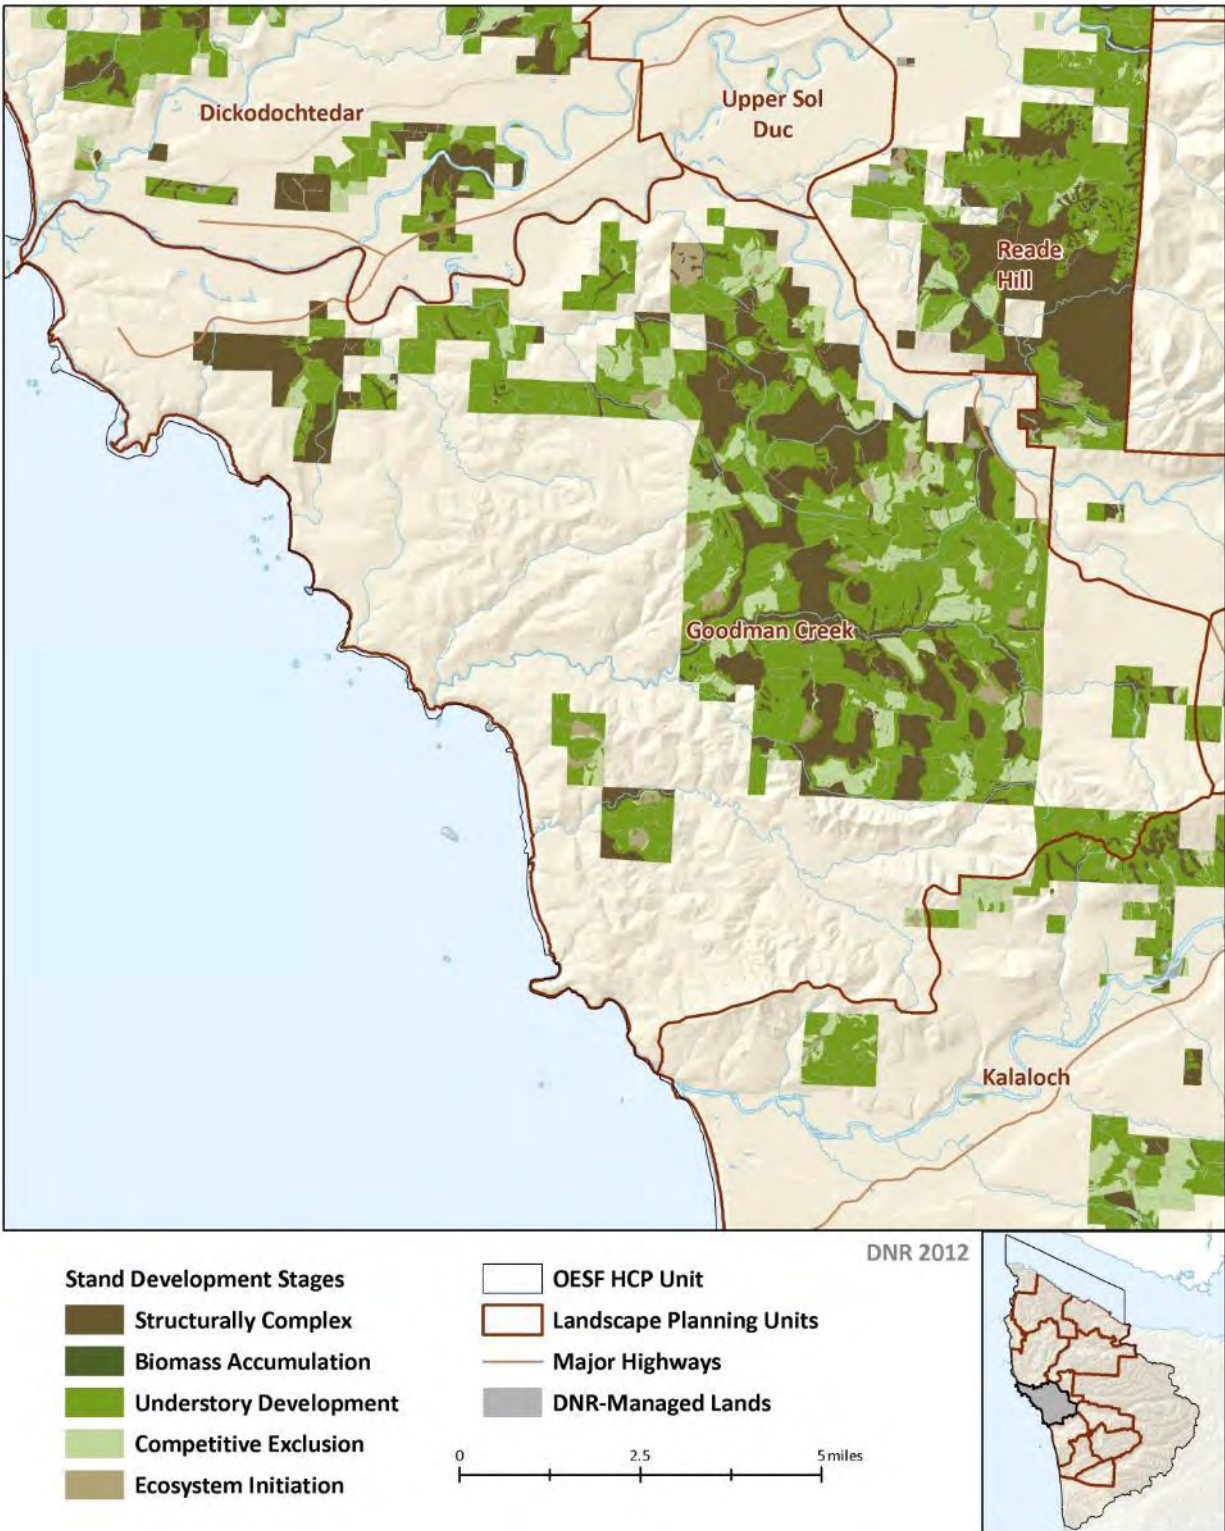 Dickodochtedar
Upper Sol
Duc
Reade
Hill
Goodman Creek
Kalaloch
DNR 2012
Stand Development Stages
Structurally Complex
Biomass Accumulation
Understory Development
Competitive Exclusion
Ecosystem Initiation
OESF HCP Unit
Landscape Planning Units
Major Highways
DNR-Managed Lands
0 2.5 5 miles